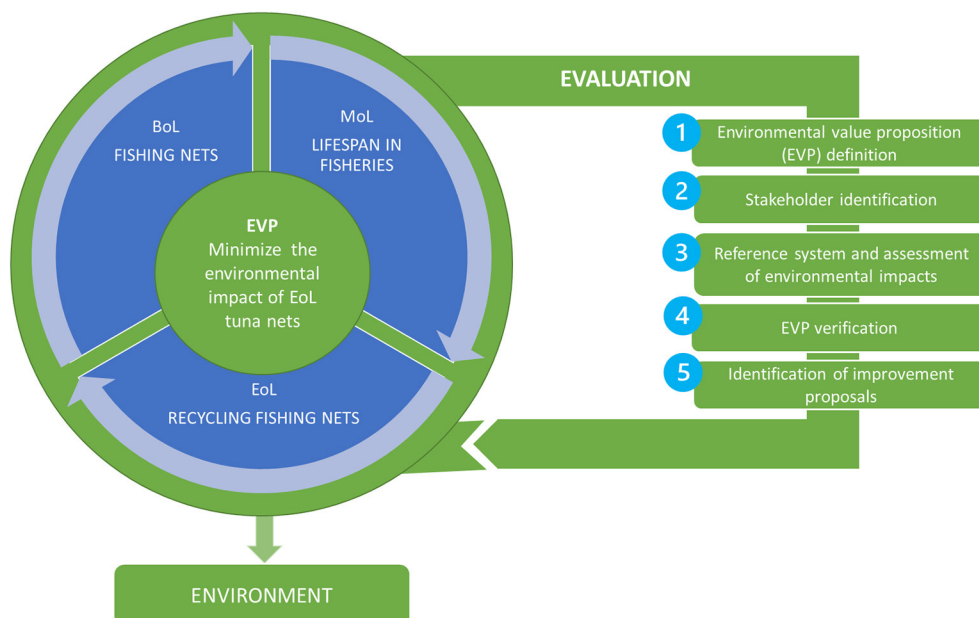 BoL
FISHING NETS
MoL
LIFESPAN IN
FISHERIES
EVP
Minimize the
environmental
impact of EoL
tuna nets
EoL
RECYCLING FISHING NETS
ENVIRONMENT
EVALUATION
1
Environmental value proposition
(EVP) definition
2
Stakeholder identification
3
Reference system and assessment
of environmental impacts
4
EVP verification
5
Identification of improvement
proposals